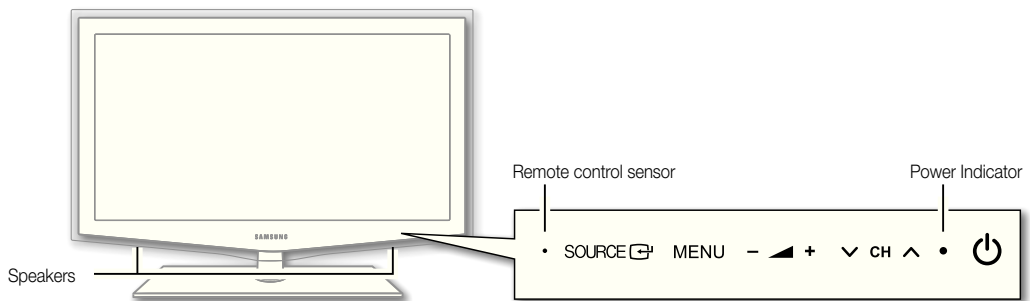 Remote control sensor
Power Indicator
SAMSUNG
SOURCE MENU - + CH
Speakers